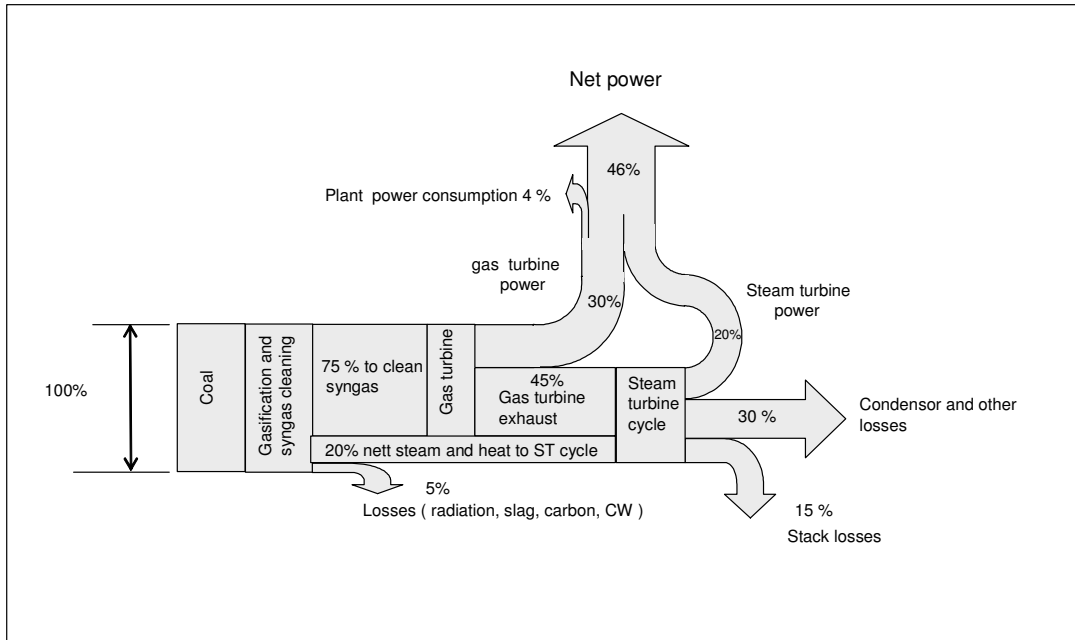 Net power
46%
Plant power consumption 4 %
gas turbine
power
30%
Steam turbine
power
20%
100%
Coal
Gasification and
syngas cleaning
75 % to clean
syngas
Gas turbine
45%
Gas turbine
exhaust
Steam
turbine
cycle
30 %
Condensor and other
losses
20% nett steam and heat to ST cycle
5%
Losses ( radiation, slag, carbon, CW )
15 %
Stack losses